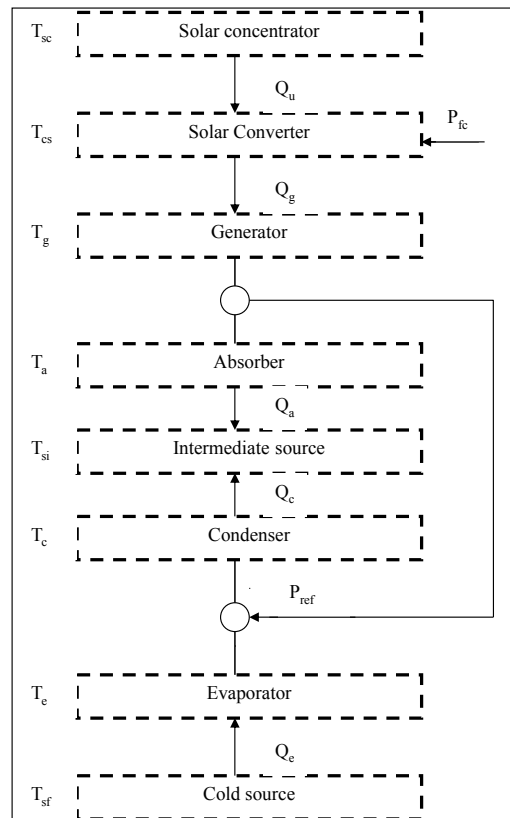 T_sc Solar concentrator
Q_u
P_fc
T_cs Solar Converter
Q_g
T_g Generator
T_a Absorber
Q_a
T_si Intermediate source
Q_c
T_c Condenser
P_ref
T_e Evaporator
Q_e
T_sf Cold source